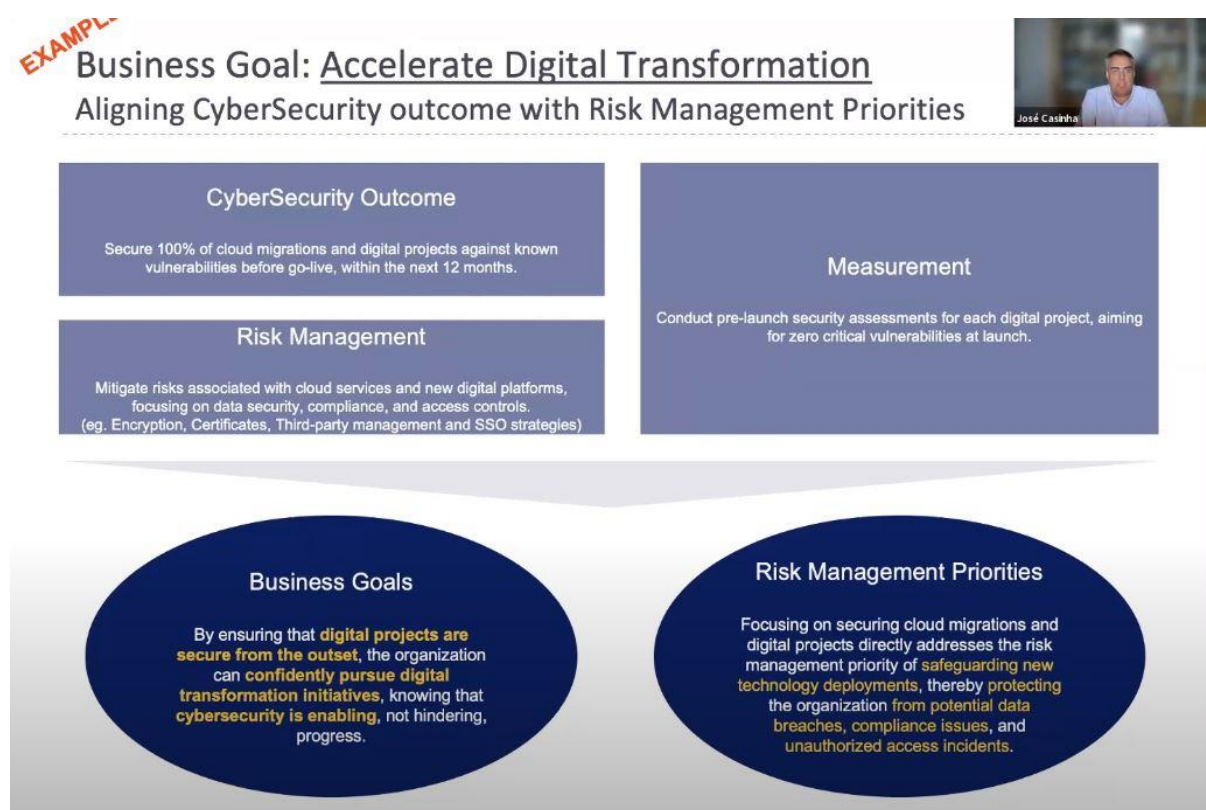 EXAMPLE
Business Goal: Accelerate Digital Transformation
Aligning CyberSecurity outcome with Risk Management Priorities
José Casinha
CyberSecurity Outcome
Secure 100% of cloud migrations and digital projects against known
vulnerabilities before go-live, within the next 12 months.
Risk Management
Mitigate risks associated with cloud services and new digital platforms,
focusing on data security, compliance, and access controls.
(eg. Encryption, Certificates, Third-party management and SSO strategies)
Measurement
Conduct pre-launch security assessments for each digital project, aiming
for zero critical vulnerabilities at launch.
Business Goals
By ensuring that digital projects are
secure from the outset, the organization
can confidently pursue digital
transformation initiatives, knowing that
cybersecurity is enabling, not hindering,
progress.
Risk Management Priorities
Focusing on securing cloud migrations and
digital projects directly addresses the risk
management priority of safeguarding new
technology deployments, thereby protecting
the organization from potential data
breaches, compliance issues, and
unauthorized access incidents.